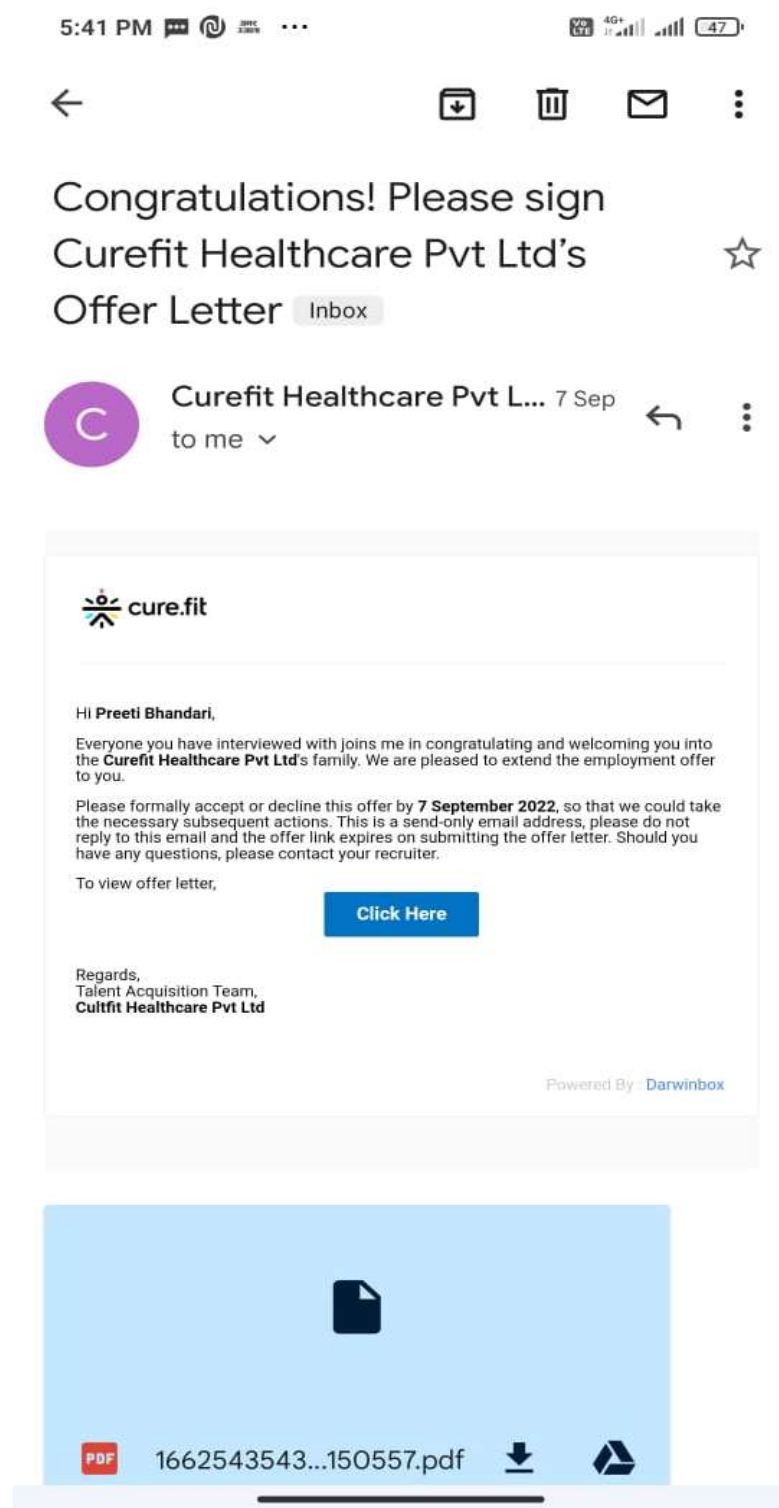 5:41 PM
Vo LTE 4G+ 47
Congratulations! Please sign
Curefit Healthcare Pvt Ltd's
Offer Letter Inbox
C
Curefit Healthcare Pvt L... 7 Sep
to me
cure.fit
Hi Preeti Bhandari,
Everyone you have interviewed with joins me in congratulating and welcoming you into
the Curefit Healthcare Pvt Ltd's family. We are pleased to extend the employment offer
to you.
Please formally accept or decline this offer by 7 September 2022, so that we could take
the necessary subsequent actions. This is a send-only email address, please do not
reply to this email and the offer link expires on submitting the offer letter. Should you
have any questions, please contact your recruiter.
To view offer letter,
Click Here
Regards,
Talent Acquisition Team,
Cultfit Healthcare Pvt Ltd
Powered By : Darwinbox
PDF 1662543543...150557.pdf